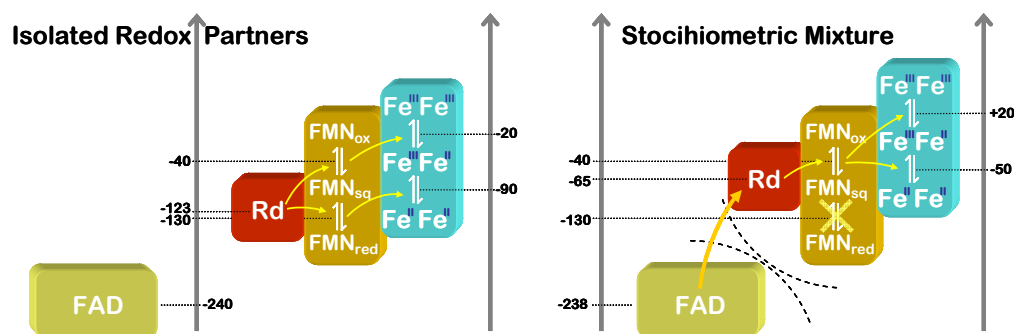 Isolated Redox Partners
FMNox
FeIIIFeIII
-20
-40
FeIIIFeII
FMNsq
-90
Rd
-123
-130
FeIIFeII
FMNred
FAD
-240
Stocihiometric Mixture
FeIIIFeIII
+20
FMNox
FeIIIFeII
-40
-50
Rd
-65
FMNsq
FeIIFeII
-130
FMNred
FAD
-238